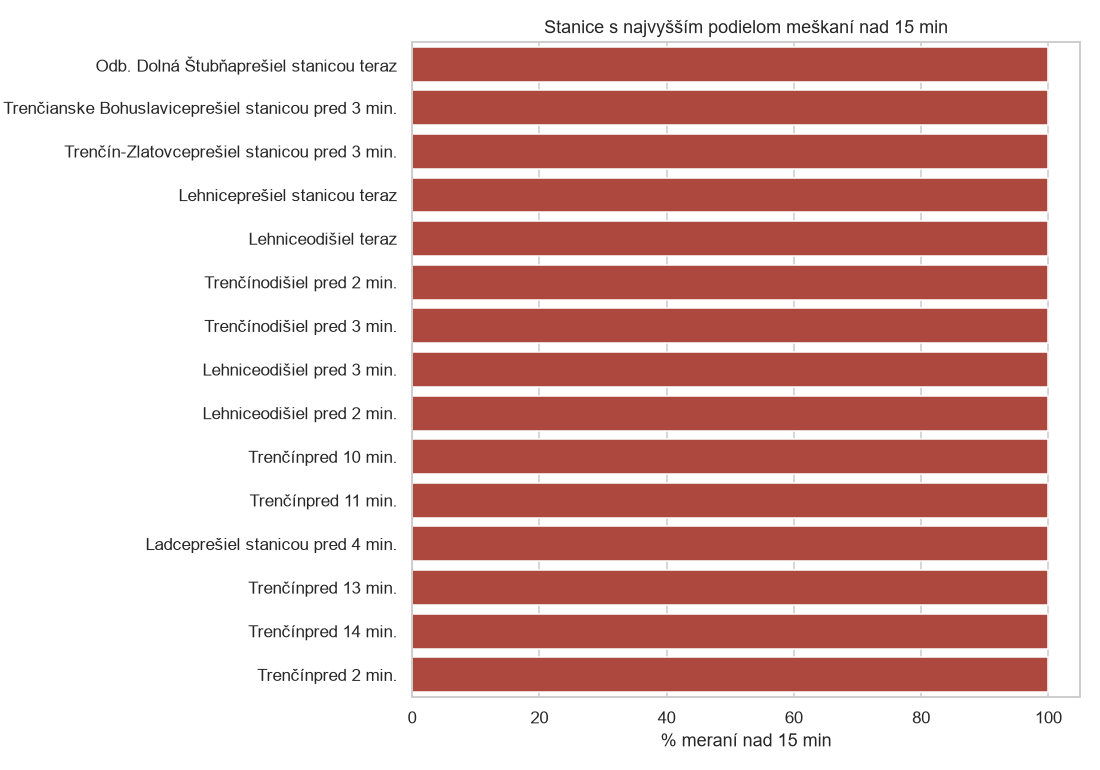 Stanice s najvyšším podielom meškaní nad 15 min
Odb. Dolná Štubňaprešiel stanicou teraz
Trenčianske Bohuslaviceprešiel stanicou pred 3 min.
Trenčín-Zlatovceprešiel stanicou pred 3 min.
Lehniceprešiel stanicou teraz
Lehniceodišiel teraz
Trenčínodišiel pred 2 min.
Trenčínodišiel pred 3 min.
Lehniceodišiel pred 3 min.
Lehniceodišiel pred 2 min.
Trenčínpred 10 min.
Trenčínpred 11 min.
Ladceprešiel stanicou pred 4 min.
Trenčínpred 13 min.
Trenčínpred 14 min.
Trenčínpred 2 min.
0 20 40 60 80 100
% meraní nad 15 min